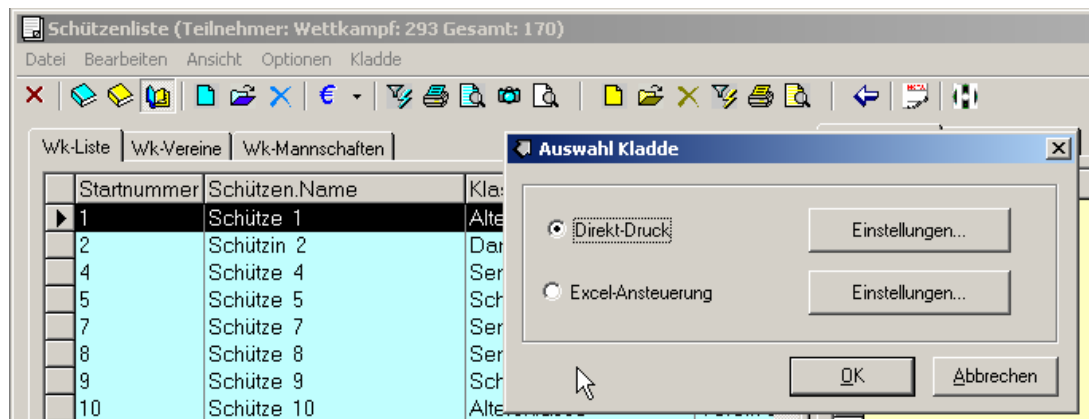 Schützenliste (Teilnehmer: Wettkampf: 293 Gesamt: 170)
Datei Bearbeiten Ansicht Optionen Kladde
Wk-Liste Wk-Vereine Wk-Mannschaften
Auswahl Kladde
Startnummer Schützen.Name
1 Schütze 1
2 Schützin 2
4 Schütze 4
5 Schütze 5
7 Schütze 7
8 Schütze 8
9 Schütze 9
10 Schütze 10
Direkt-Druck Einstellungen...
Excel-Ansteuerung Einstellungen...
OK Abbrechen